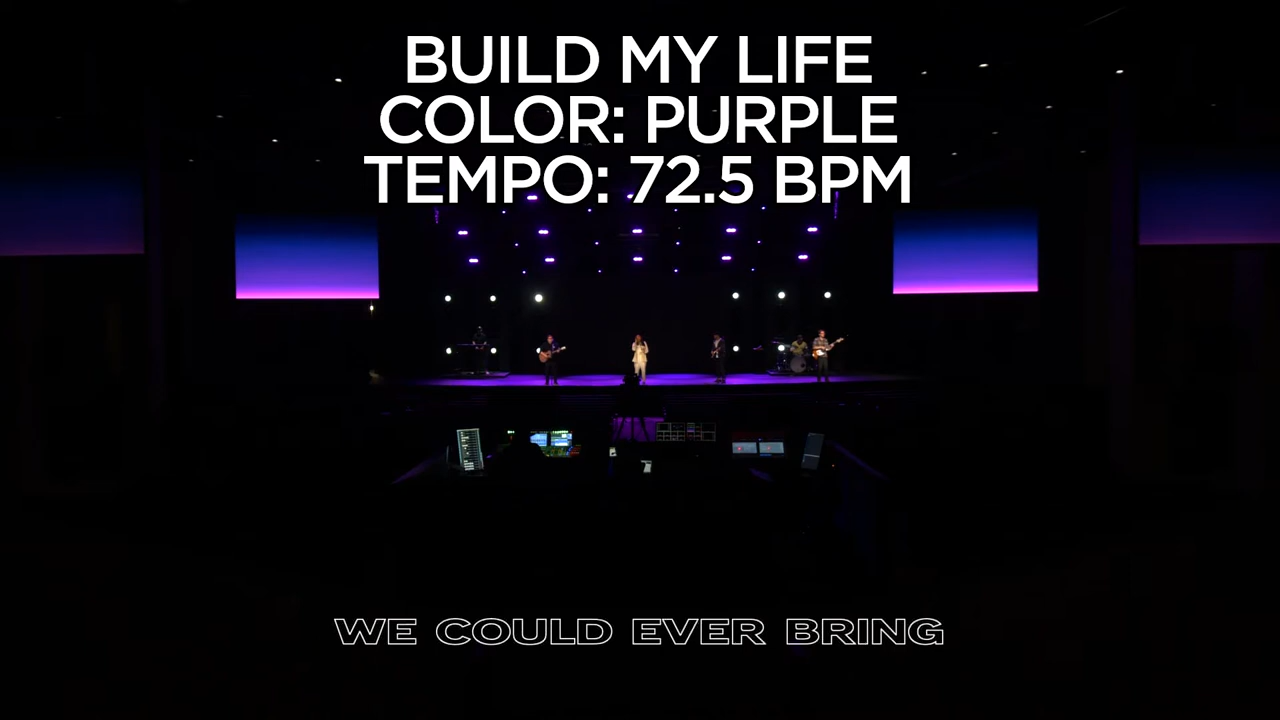 BUILD MY LIFE
COLOR: PURPLE
TEMPO: 72.5 BPM
WE COULD EVER BRING